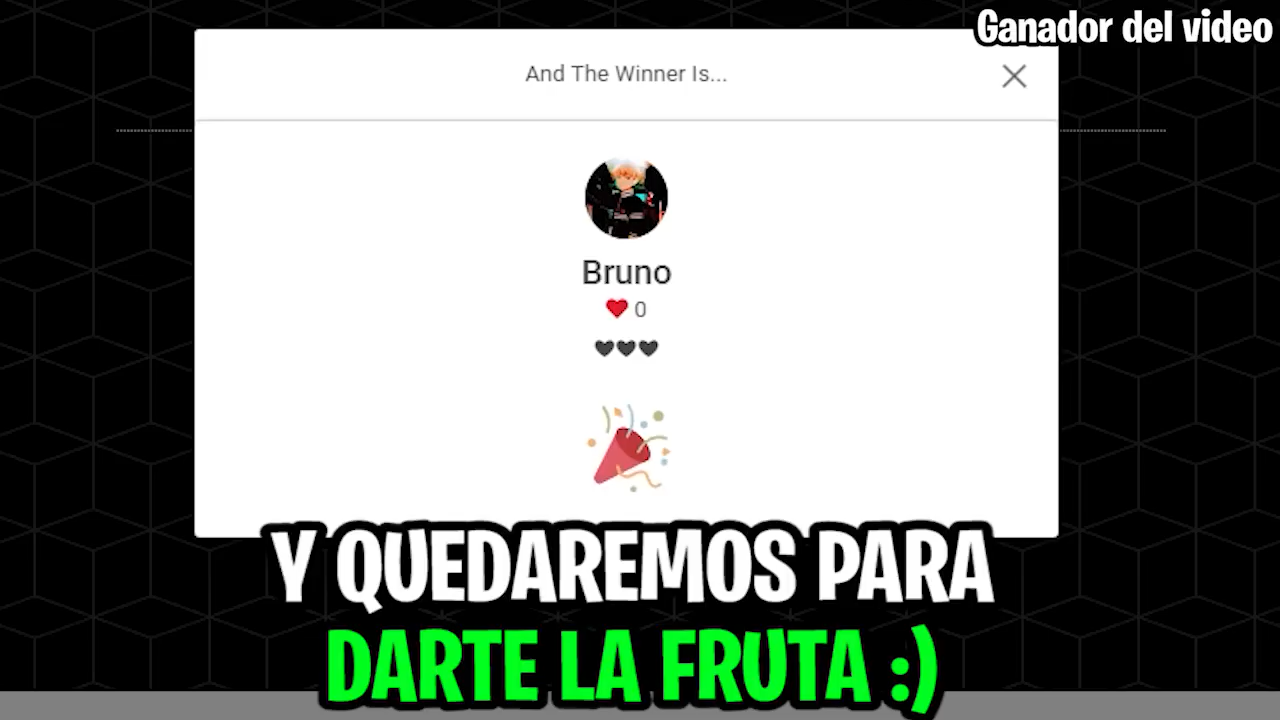 Ganador del video
And The Winner Is...
Bruno
0
Y QUEDAREMOS PARA
DARTE LA FRUTA :)